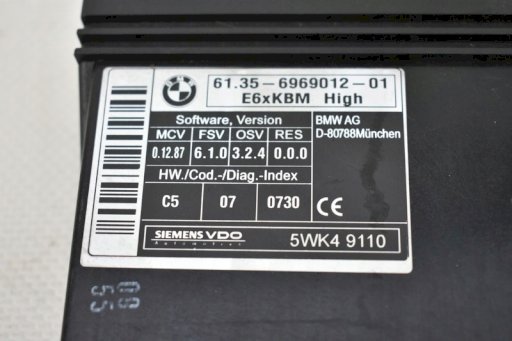 BMW
61.35-6969012-01
E6xKBM High
Software, Version
MCV FSV OSV RES
0.12.87 6.1.0 3.2.4 0.0.0
HW./Cod.-/Diag.-Index
C5 07 0730
BMW AG
D-80788München
CE
SIEMENS VDO
Automotive
5WK4 9110